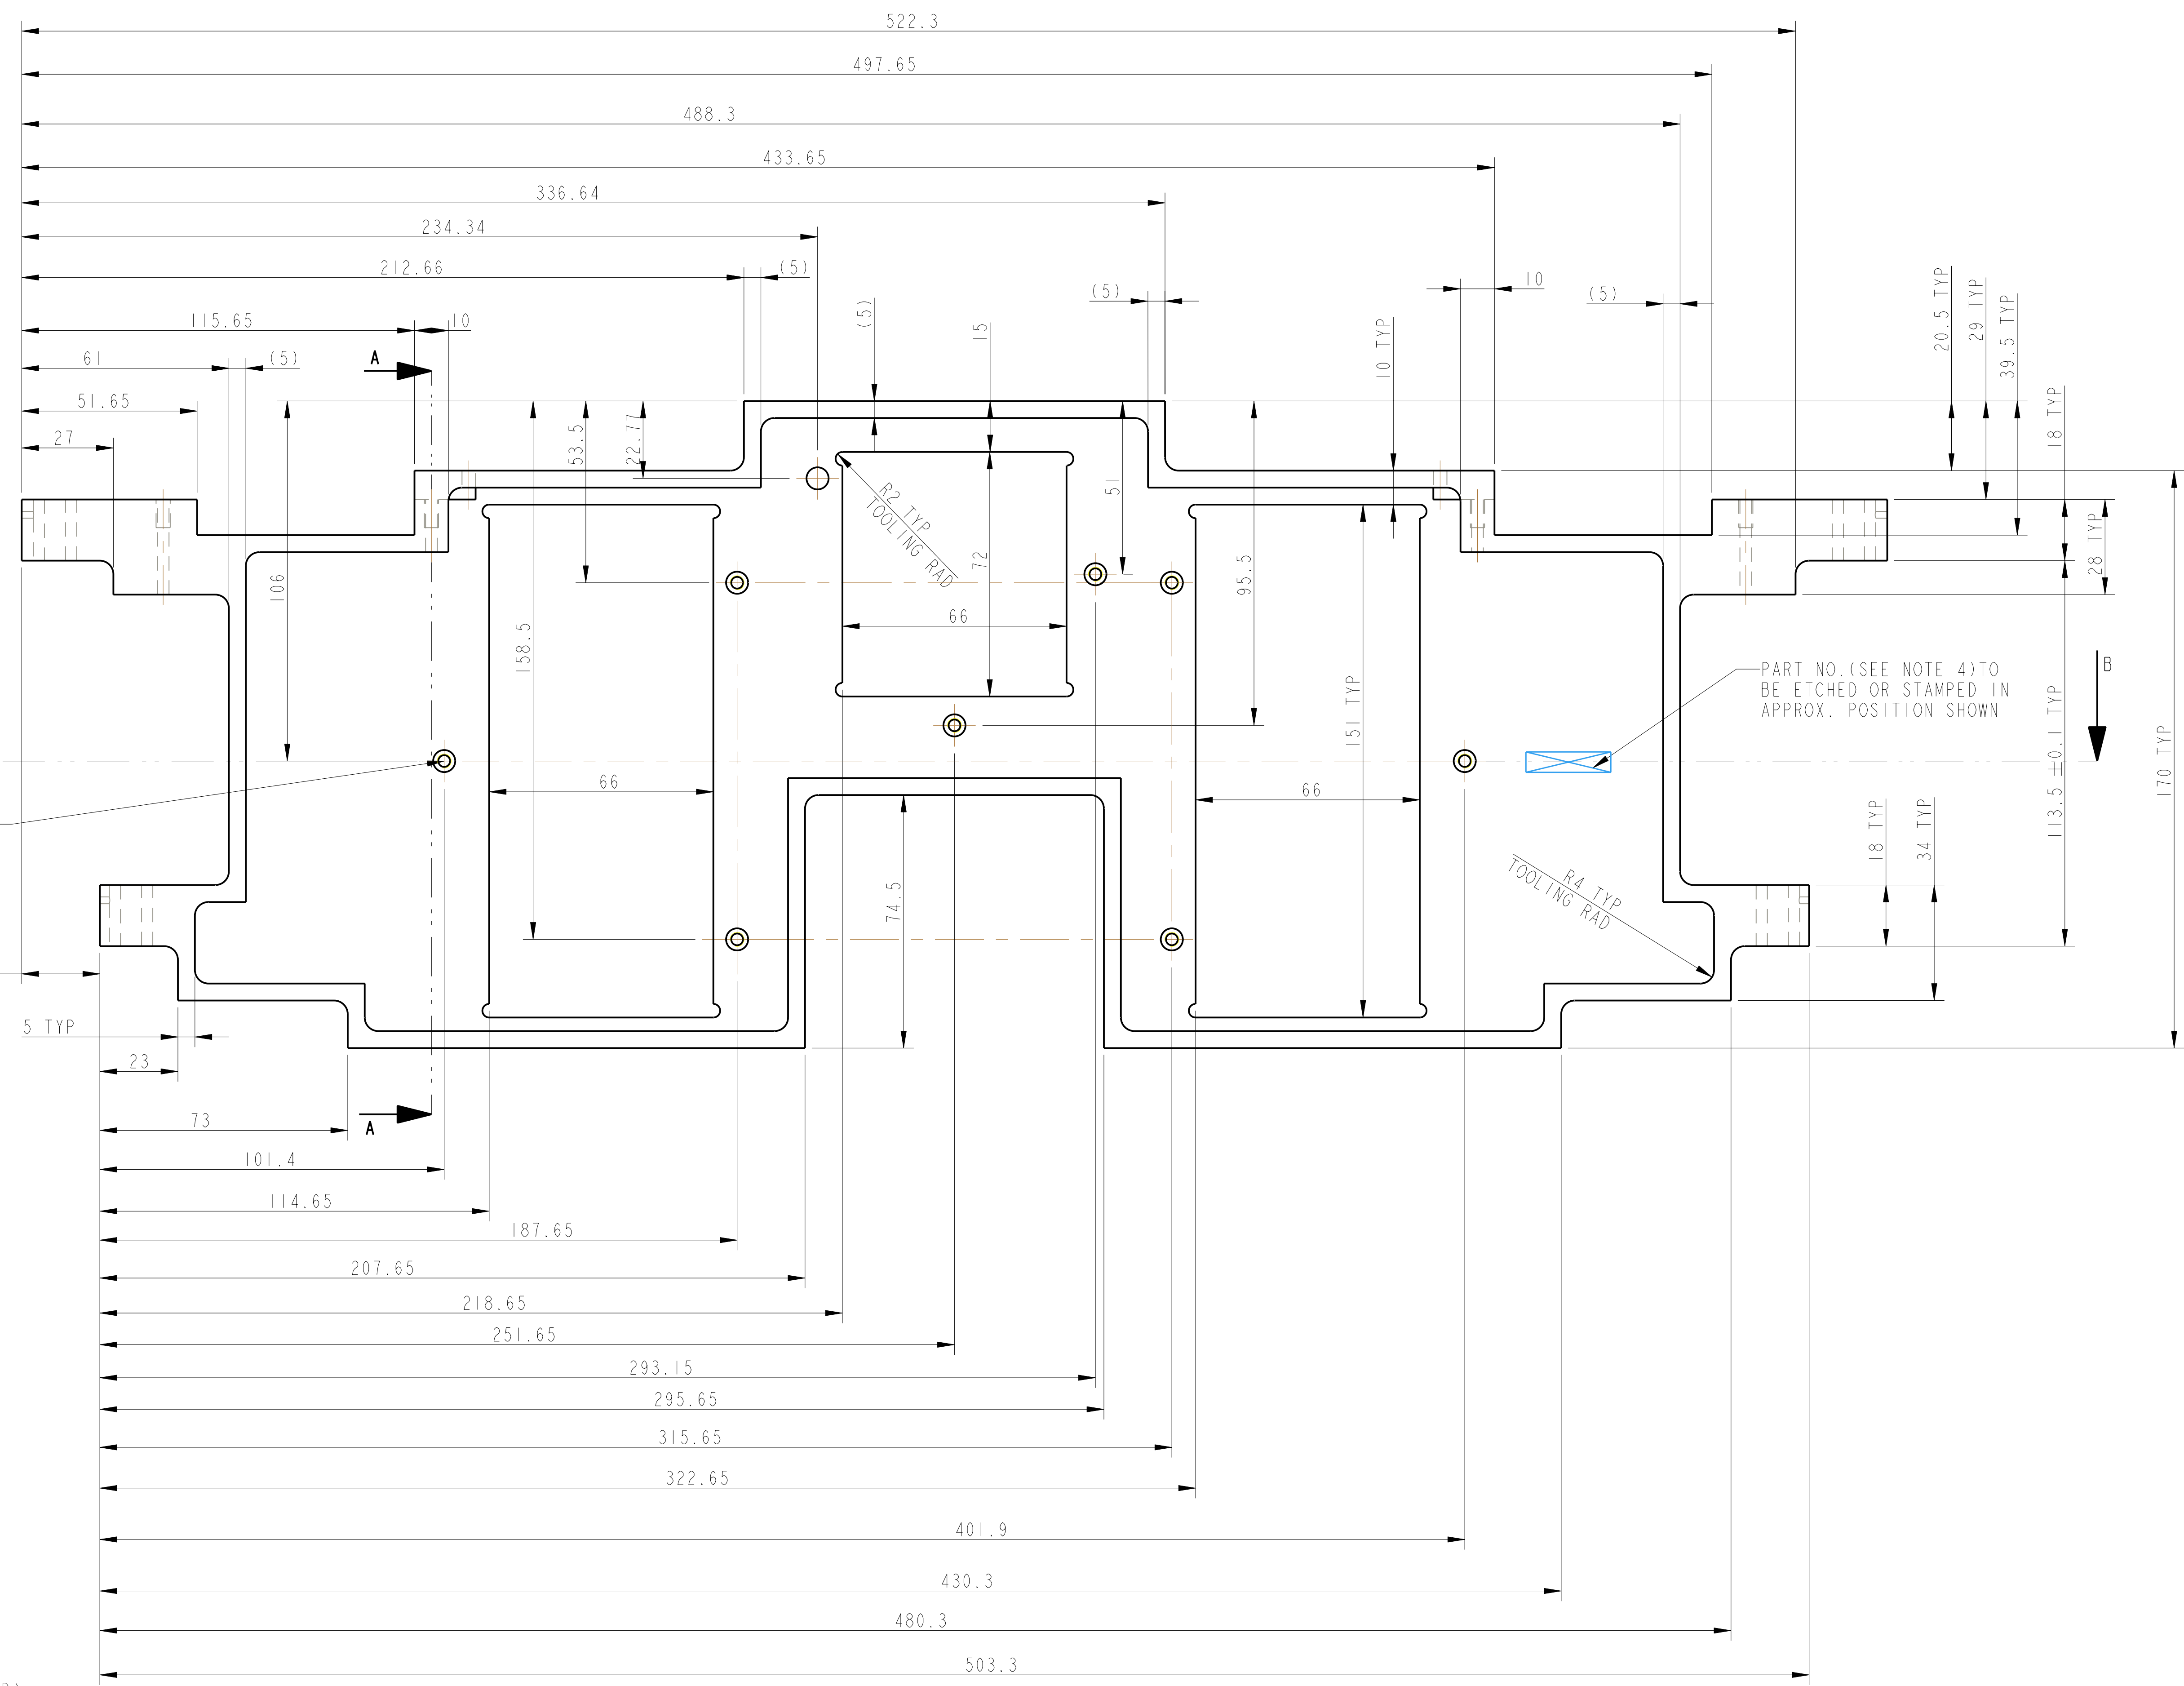 522.3
497.65
488.3
433.65
336.64
234.34
212.66
(5)
(5)
10
(5)
115.65
10
(5)
15
10 TYP
20.5 TYP
29 TYP
39.5 TYP
61
(5)
A
51.65
18 TYP
27
53.5
22.77
51
R2 TYP
TOOLING RAD
72
95.5
28 TYP
106
158.5
66
PART NO.(SEE NOTE 4)TO
BE ETCHED OR STAMPED IN
APPROX. POSITION SHOWN
B
151 TYP
113.5 ±0.1 TYP
170 TYP
66
66
18 TYP
34 TYP
74.5
R4 TYP
TOOLING RAD
5 TYP
23
73
A
101.4
114.65
187.65
207.65
218.65
251.65
293.15
295.65
315.65
322.65
401.9
430.3
480.3
503.3